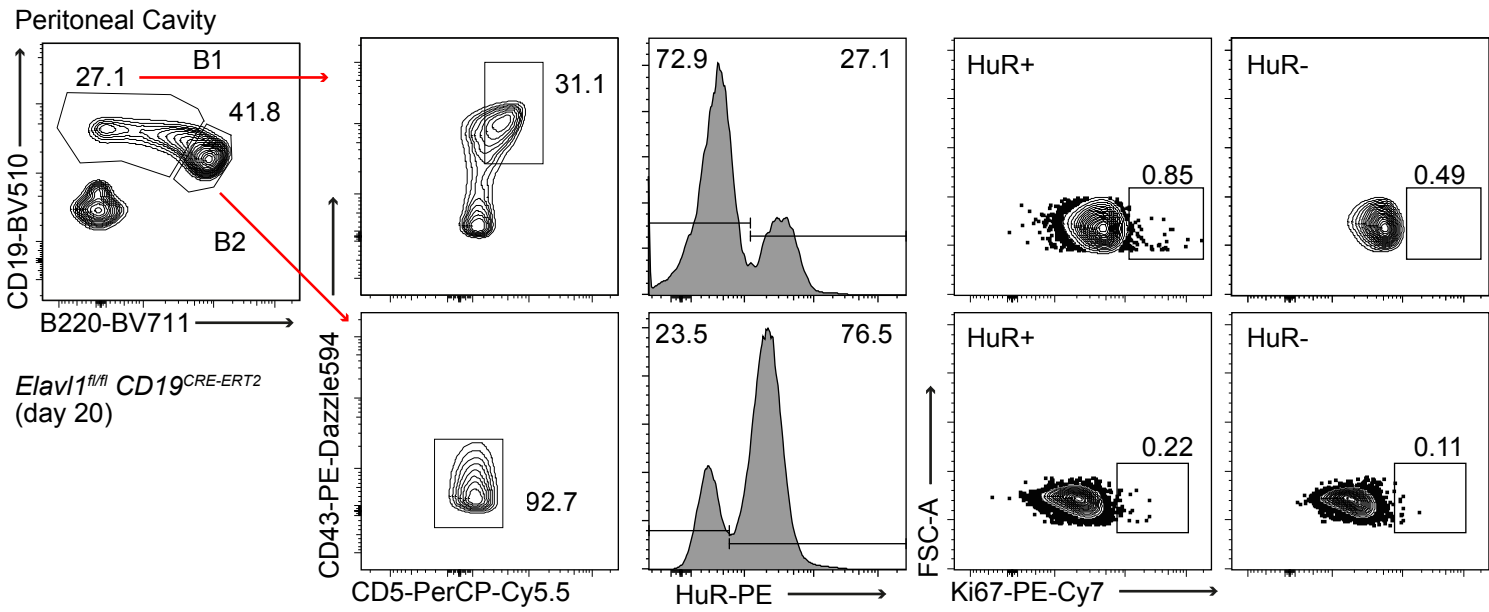 Peritoneal Cavity
B1
27.1
41.8
B2
CD19-BV510
B220-BV711
Elavl1fl/fl CD19CRE-ERT2
(day 20)
31.1
92.7
CD43-PE-Dazzle594
CD5-PerCP-Cy5.5
72.9 27.1
23.5 76.5
HuR-PE
HuR+
0.85
HuR-
0.49
HuR+
0.22
HuR-
0.11
FSC-A
Ki67-PE-Cy7